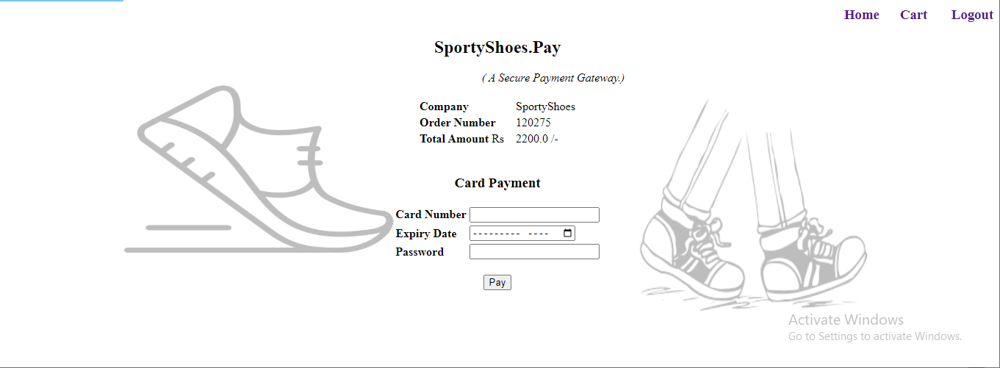 Home Cart Logout
SportyShoes.Pay
( A Secure Payment Gateway.)
Company SportyShoes
Order Number 120275
Total Amount Rs 2200.0 /-
Card Payment
Card Number
Expiry Date --------- ----
Password
Pay
Activate Windows
Go to Settings to activate Windows.